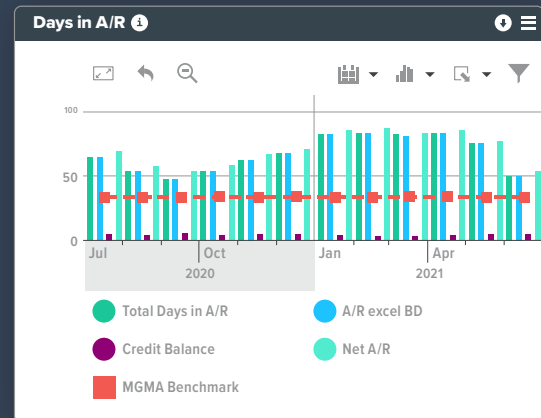 Days in A/R
100
50
0
Jul Oct Jan Apr
2020 2021
Total Days in A/R A/R excel BD
Credit Balance Net A/R
MGMA Benchmark